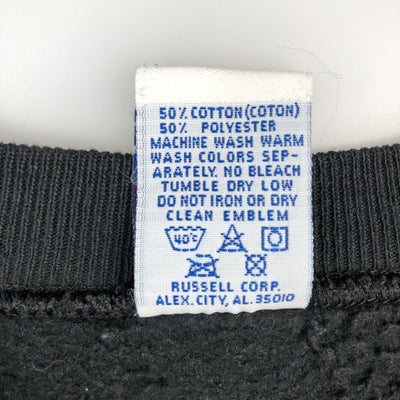 50% COTTON (COTON)
50% POLYESTER
MACHINE WASH WARM
WASH COLORS SEP-
ARATELY. NO BLEACH
TUMBLE DRY LOW
DO NOT IRON OR DRY
CLEAN EMBLEM
40°C
RUSSELL CORP.
ALEX. CITY, AL. 35010